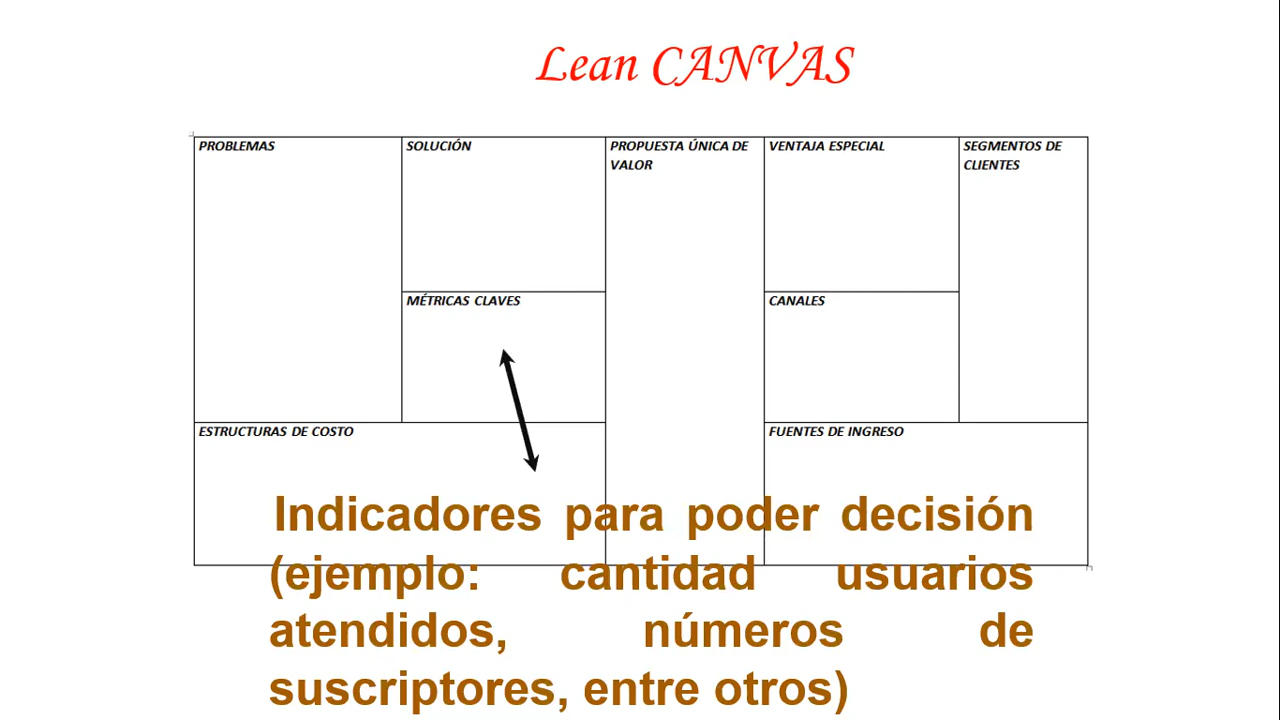 Lean CANVAS
PROBLEMAS
SOLUCIÓN
PROPUESTA ÚNICA DE
VALOR
VENTAJA ESPECIAL
SEGMENTOS DE
CLIENTES
MÉTRICAS CLAVES
CANALES
ESTRUCTURAS DE COSTO
FUENTES DE INGRESO
Indicadores para poder decisión
(ejemplo: cantidad usuarios
atendidos, números de
suscriptores, entre otros)